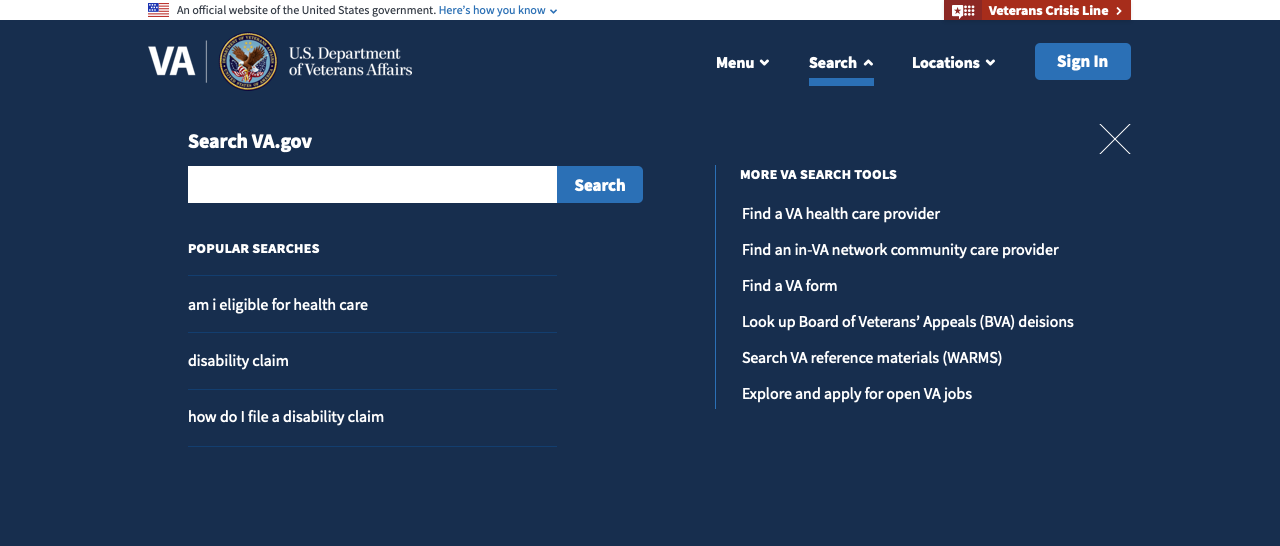 An official website of the United States government. Here's how you know
Veterans Crisis Line
VA
U.S. Department
of Veterans Affairs
Menu
Search
Locations
Sign In
Search VA.gov
Search
POPULAR SEARCHES
am i eligible for health care
disability claim
how do I file a disability claim
MORE VA SEARCH TOOLS
Find a VA health care provider
Find an in-VA network community care provider
Find a VA form
Look up Board of Veterans’ Appeals (BVA) deisions
Search VA reference materials (WARMS)
Explore and apply for open VA jobs